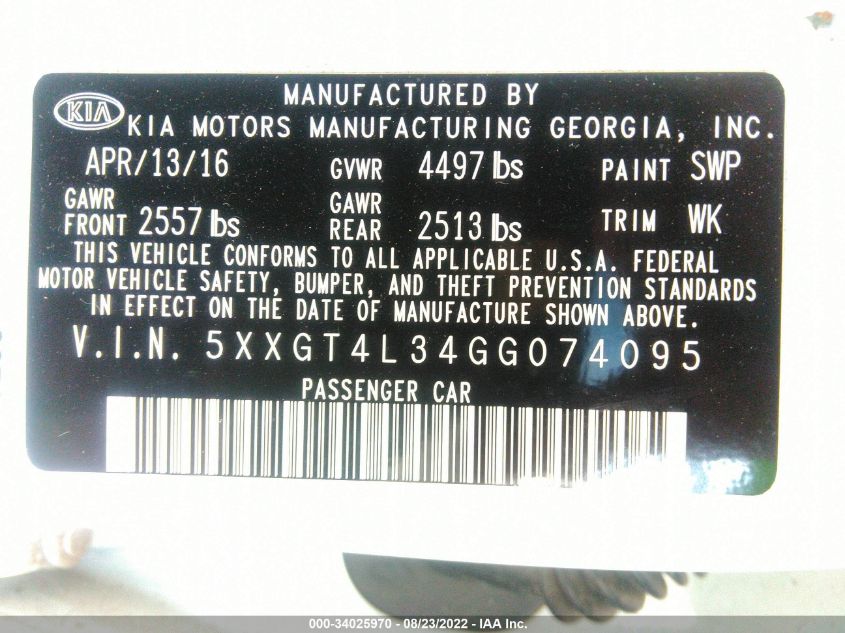 MANUFACTURED BY
KIA KIA MOTORS MANUFACTURING GEORGIA, INC.
APR/13/16 GVWR 4497 lbs PAINT SWP
GAWR FRONT 2557 lbs GAWR REAR 2513 lbs TRIM WK
THIS VEHICLE CONFORMS TO ALL APPLICABLE U.S.A. FEDERAL
MOTOR VEHICLE SAFETY, BUMPER, AND THEFT PREVENTION STANDARDS
IN EFFECT ON THE DATE OF MANUFACTURE SHOWN ABOVE.
V.I.N. 5XXGT4L34GG074095
PASSENGER CAR
000-34025970 - 08/23/2022 - IAA Inc.